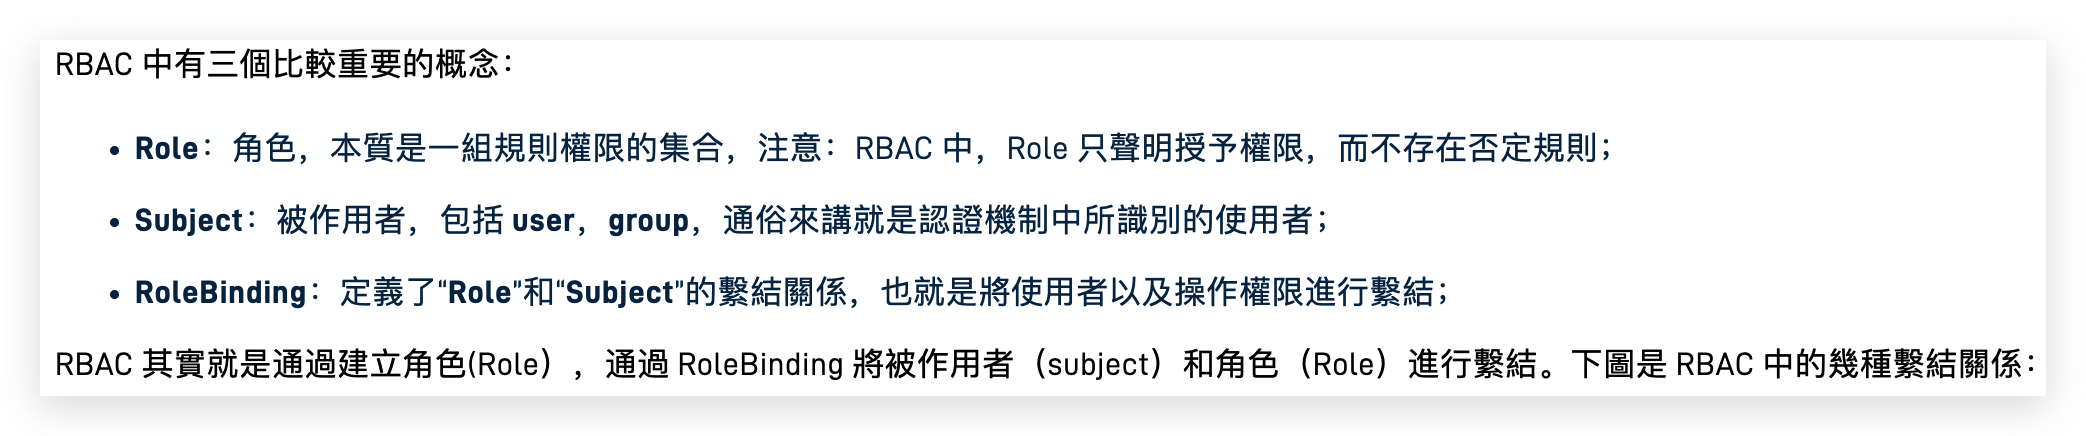 RBAC 中有三個比較重要的概念：
• Role：角色，本質是一組規則權限的集合，注意：RBAC 中，Role 只聲明授予權限，而不存在否定規則；
• Subject：被作用者，包括 user，group，通俗來講就是認證機制中所識別的使用者；
• RoleBinding：定義了“Role”和“Subject”的繫結關係，也就是將使用者以及操作權限進行繫結；
RBAC 其實就是通過建立角色(Role），通過 RoleBinding 將被作用者（subject）和角色（Role）進行繫結。下圖是 RBAC 中的幾種繫結關係：